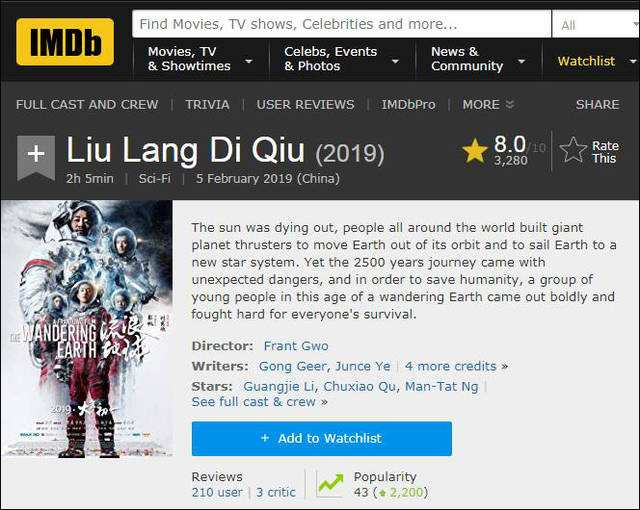 IMDb
Find Movies, TV shows, Celebrities and more...
All
Movies, TV & Showtimes
Celebs, Events & Photos
News & Community
Watchlist
FULL CAST AND CREW | TRIVIA | USER REVIEWS | IMDbPro | MORE
SHARE
+ Liu Lang Di Qiu (2019)
8.0/10
3,280
Rate This
2h 5min | Sci-Fi | 5 February 2019 (China)
The sun was dying out, people all around the world built giant
planet thrusters to move Earth out of its orbit and to sail Earth to a
new star system. Yet the 2500 years journey came with
unexpected dangers, and in order to save humanity, a group of
young people in this age of a wandering Earth came out boldly and
fought hard for everyone's survival.
THE WANDERING EARTH
流浪地球
2019·大年初一
Director: Frant Gwo
Writers: Gong Geer, Junce Ye | 4 more credits »
Stars: Guangjie Li, Chuxiao Qu, Man-Tat Ng |
See full cast & crew »
+ Add to Watchlist
Reviews
210 user | 3 critic
Popularity
43 (2,200)